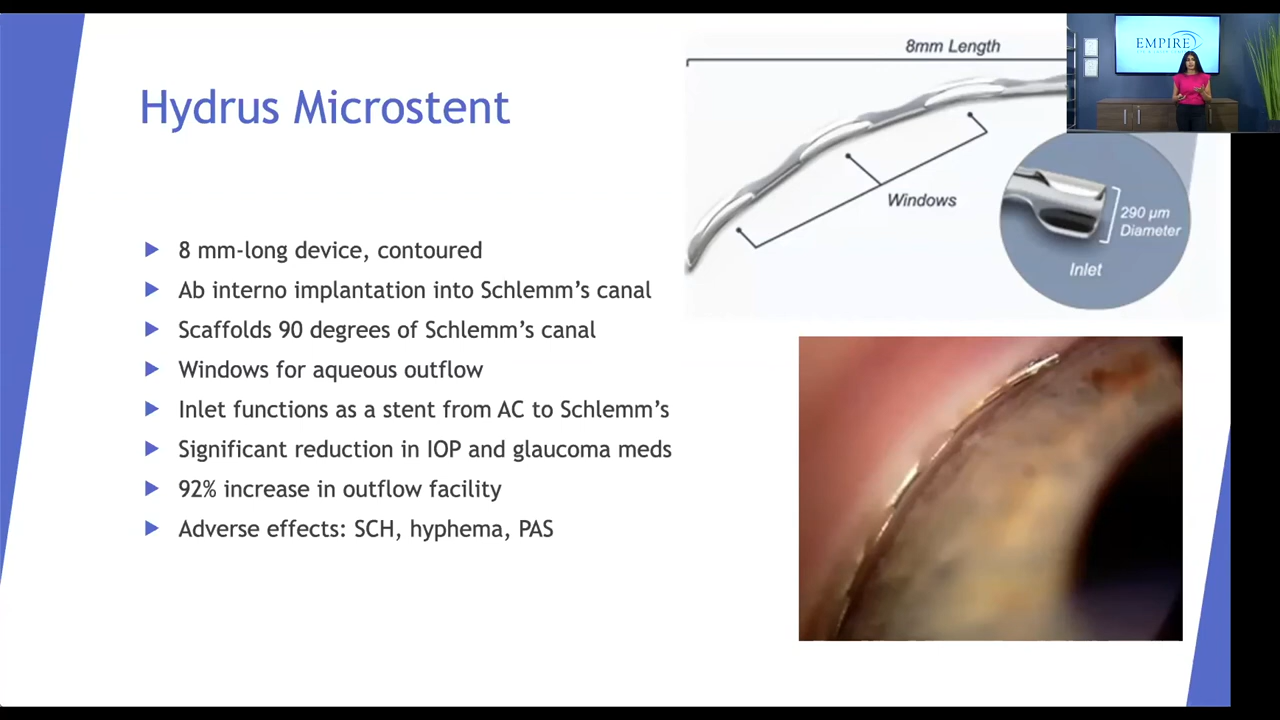 Hydrus Microstent
8 mm-long device, contoured
Ab interno implantation into Schlemm’s canal
Scaffolds 90 degrees of Schlemm’s canal
Windows for aqueous outflow
Inlet functions as a stent from AC to Schlemm’s
Significant reduction in IOP and glaucoma meds
92% increase in outflow facility
Adverse effects: SCH, hyphema, PAS
8mm Length
Windows
290 µm
Diameter
Inlet
EMPIRE